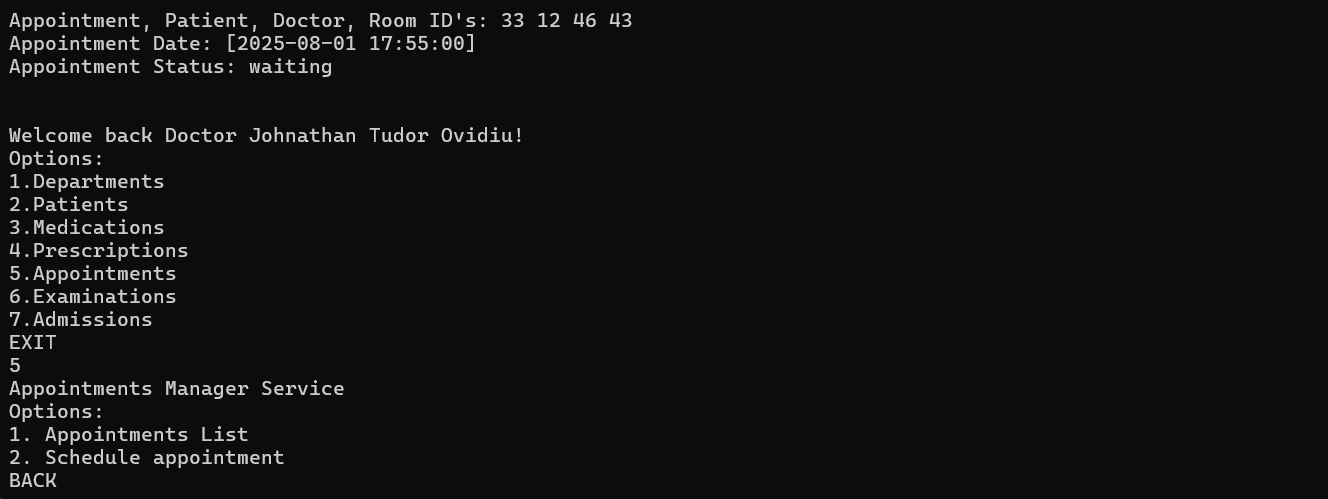 Appointment, Patient, Doctor, Room ID's: 33 12 46 43
Appointment Date: [2025-08-01 17:55:00]
Appointment Status: waiting
Welcome back Doctor Johnathan Tudor Ovidiu!
Options:
1.Departments
2.Patients
3.Medications
4.Prescriptions
5.Appointments
6.Examinations
7.Admissions
EXIT
5
Appointments Manager Service
Options:
1. Appointments List
2. Schedule appointment
BACK